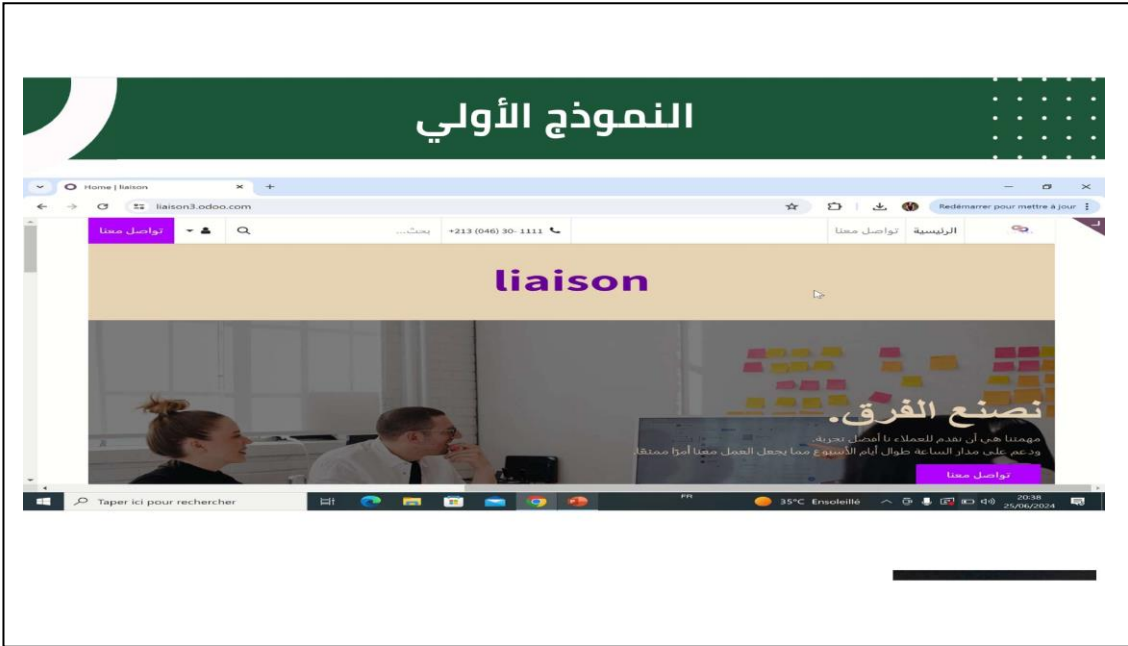 النموذج الأولي
Home | liaison
liaison3.odoo.com
Redémarrer pour mettre à jour
الرئيسية
تواصل معنا
+213 (046) 30- 1111
بحث...
تواصل معنا
liaison
نصنع الفرق.
مهمتنا هي أن نقدم للعملاء نا أفضل تجربة.
ودعم على مدار الساعة طوال أيام الأسبوع مما يجعل العمل معنا أمرًا ممتعًا.
تواصل معنا
Taper ici pour rechercher
FR
35°C Ensoleillé
20:38
25/06/2024